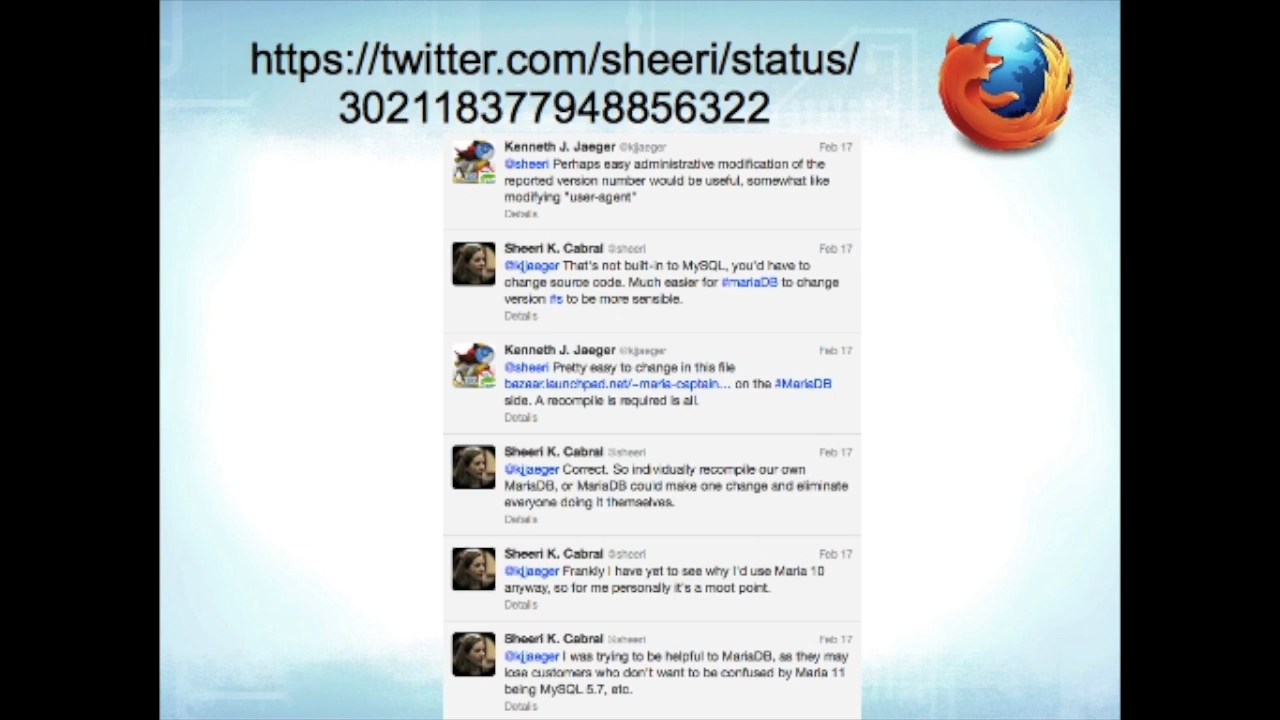 https://twitter.com/sheeri/status/
302118377948856322
Kenneth J. Jaeger @kjjaeger Feb 17
@sheeri Perhaps easy administrative modification of the
reported version number would be useful, somewhat like
modifying "user-agent"
Details
Sheeri K. Cabral @sheeri Feb 17
@kjjaeger That's not built-in to MySQL, you'd have to
change source code. Much easier for #mariaDB to change
version #s to be more sensible.
Details
Kenneth J. Jaeger @kjjaeger Feb 17
@sheeri Pretty easy to change in this file
bazaar.launchpad.net/~maria-captain... on the #MariaDB
side. A recompile is required is all.
Details
Sheeri K. Cabral @sheeri Feb 17
@kjjaeger Correct. So individually recompile our own
MariaDB, or MariaDB could make one change and eliminate
everyone doing it themselves.
Details
Sheeri K. Cabral @sheeri Feb 17
@kjjaeger Frankly I have yet to see why I'd use Maria 10
anyway, so for me personally it's a moot point.
Details
Sheeri K. Cabral @sheeri Feb 17
@kjjaeger I was trying to be helpful to MariaDB, as they may
lose customers who don't want to be confused by Maria 11
being MySQL 5.7, etc.
Details